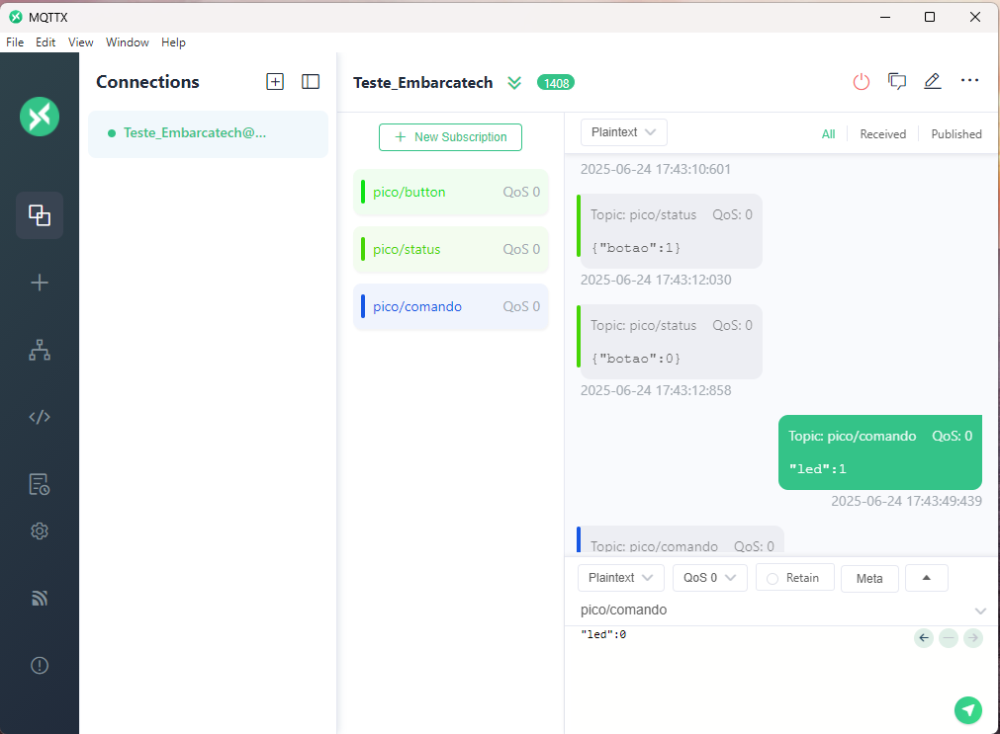 MQTTX
File Edit View Window Help
Connections
Teste_Embarcatech@...
Teste_Embarcatech 1408
New Subscription
pico/button QoS 0
pico/status QoS 0
pico/comando QoS 0
Plaintext All Received Published
2025-06-24 17:43:10:601
Topic: pico/status QoS: 0
{"botao":1}
2025-06-24 17:43:12:030
Topic: pico/status QoS: 0
{"botao":0}
2025-06-24 17:43:12:858
Topic: pico/comando QoS: 0
"led":1
2025-06-24 17:43:49:439
Topic: pico/comando QoS: 0
Plaintext QoS 0 Retain Meta
pico/comando
"led":0